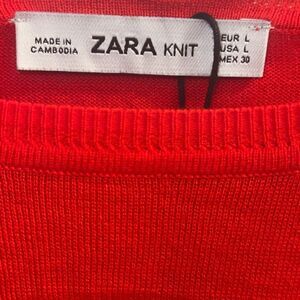 MADE IN
CAMBODIA
ZARA KNIT
EUR L
USA L
MEX 30